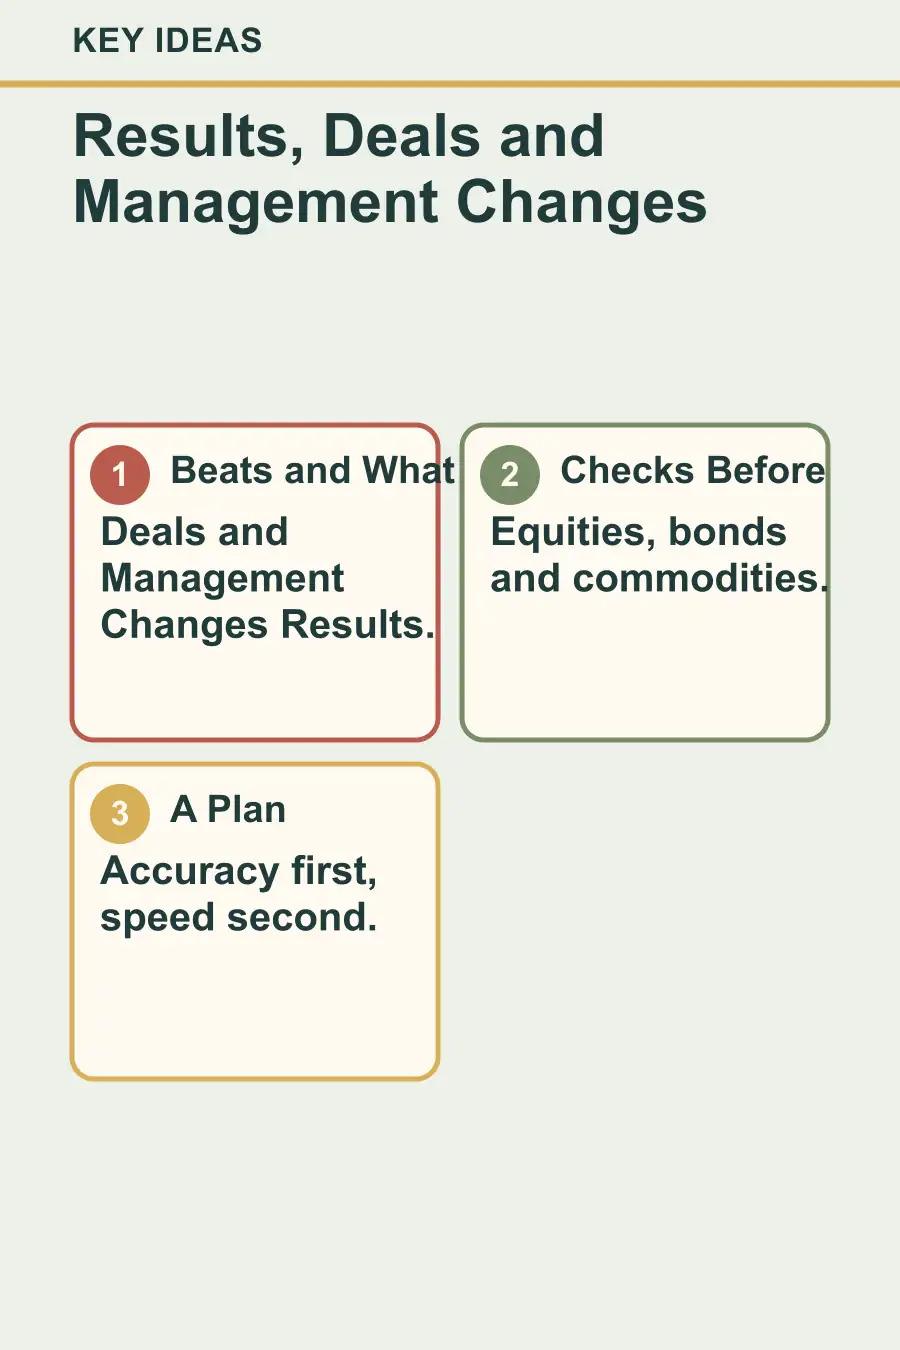 KEY IDEAS
Results, Deals and
Management Changes
1
Beats and What
Deals and
Management
Changes Results.
2
Checks Before
Equities, bonds
and commodities.
3
A Plan
Accuracy first,
speed second.